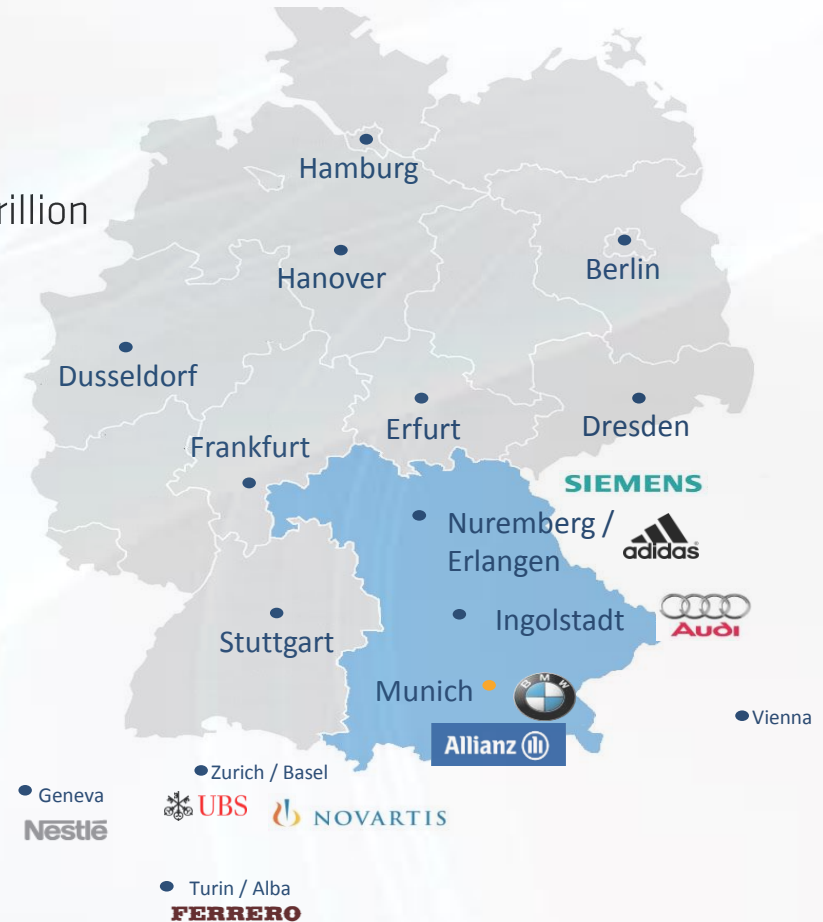 Hamburg
rillion
Hanover
Berlin
Dusseldorf
Erfurt
Dresden
Frankfurt
SIEMENS
Nuremberg /
Erlangen
adidas
Ingolstadt
Audi
Stuttgart
Munich
BMW
Vienna
Allianz
Zurich / Basel
Geneva
UBS
NOVARTIS
Nestlé
Turin / Alba
FERRERO